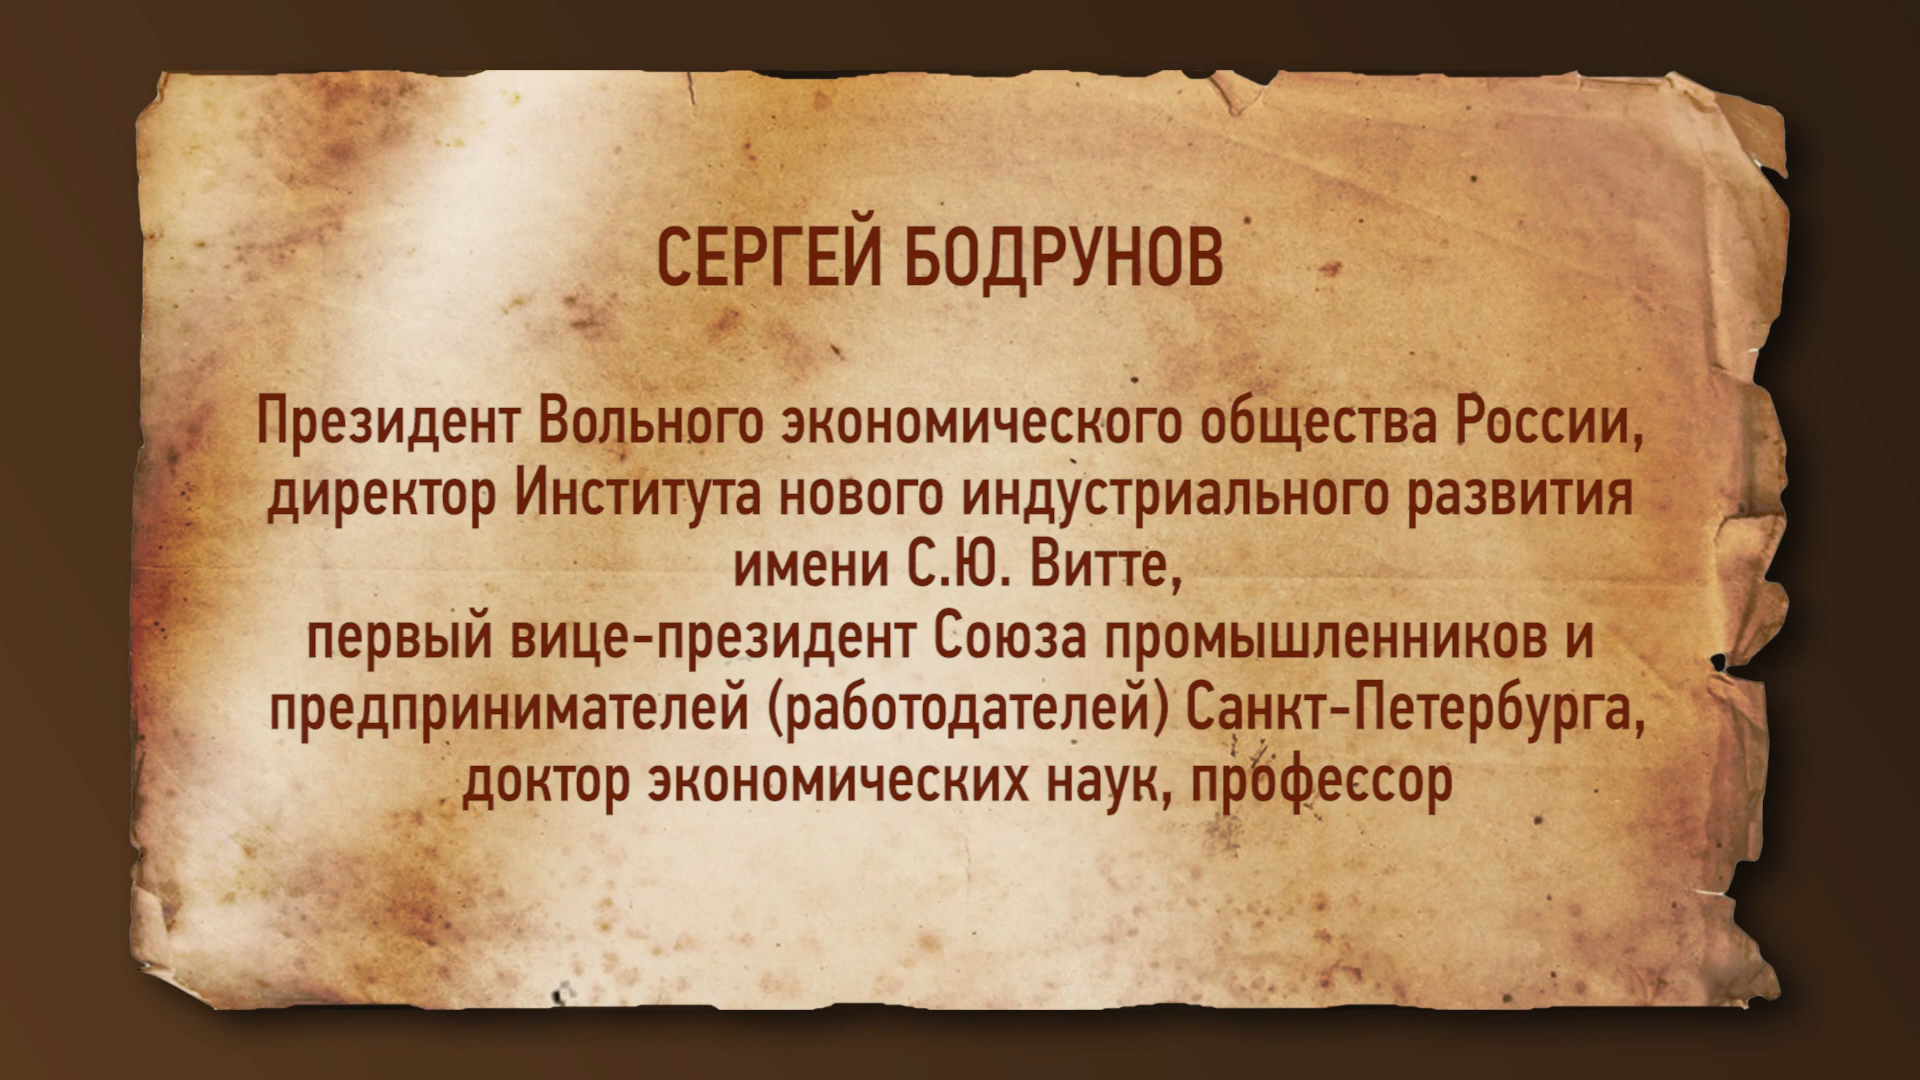 СЕРГЕЙ БОДРУНОВ
Президент Вольного экономического общества России,
директор Института нового индустриального развития
имени С.Ю. Витте,
первый вице-президент Союза промышленников и
предпринимателей (работодателей) Санкт-Петербурга,
доктор экономических наук, профессор